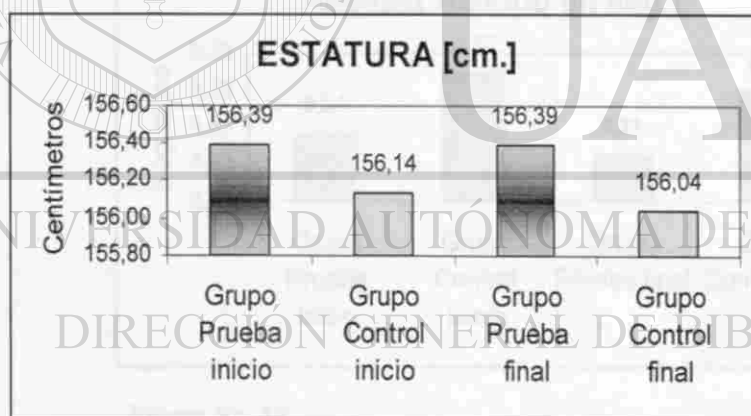 UA
ESTATURA [cm.]
Centímetros
156,60
156,40
156,20
156,00
155,80
156,39
156,14
156,39
156,04
UNIVERSIDAD AUTÓNOMA DE
Grupo Prueba inicio
Grupo Control inicio
Grupo Prueba final
Grupo Control final
DIRECCIÓN GENERAL DE BIB